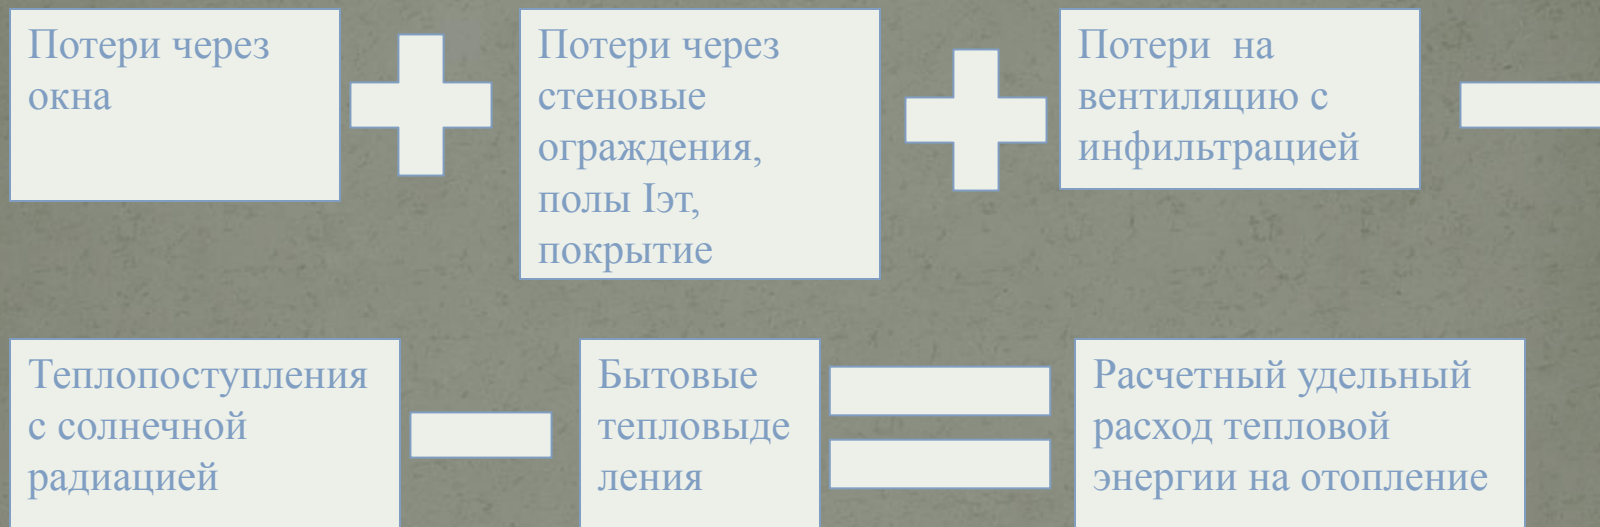 Потери через
окна
Потери через
стеновые
ограждения,
полы Iэт,
покрытие
Потери на
вентиляцию с
инфильтрацией
Теплопоступления
с солнечной
радиацией
Бытовые
тепловыде
ления
Расчетный удельный
расход тепловой
энергии на отопление